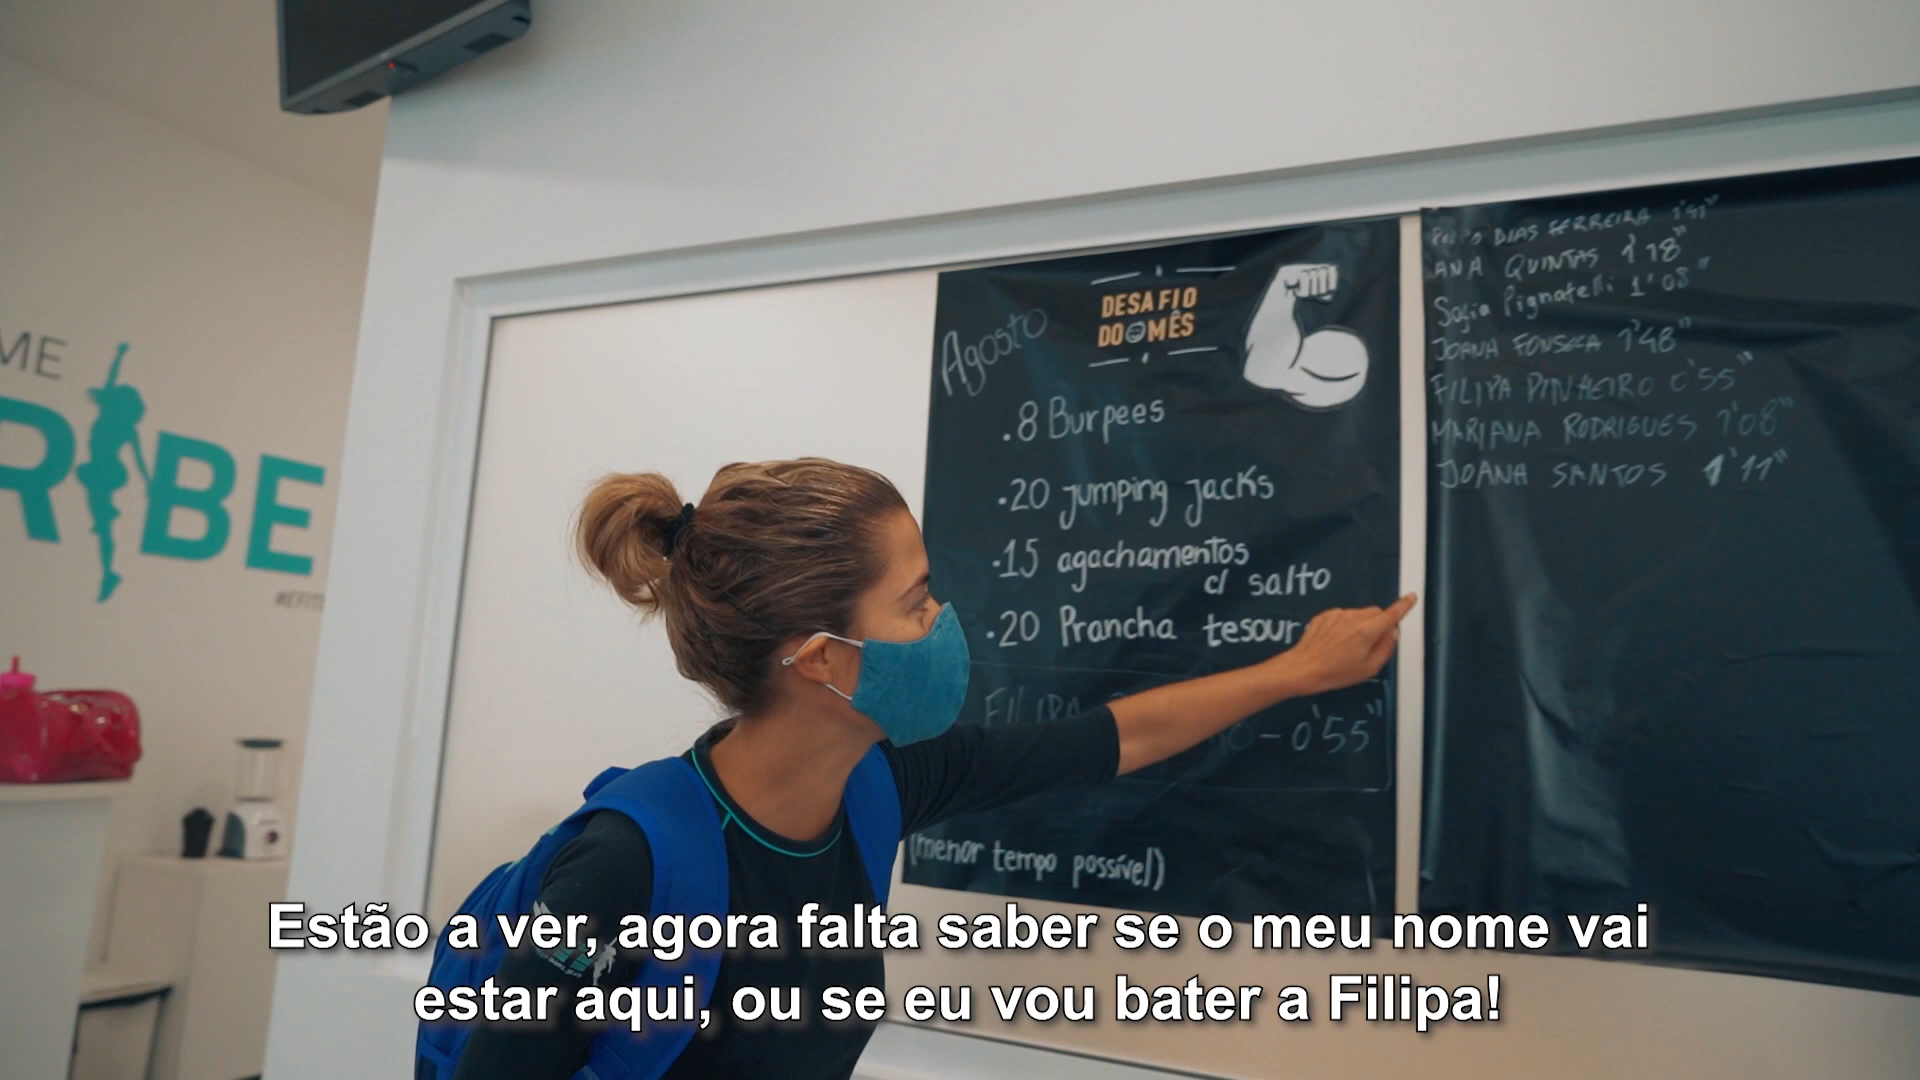 ME
RIBE
DESAFIO
DO MÊS
Agosto
.8 Burpees
.20 jumping jacks
.15 agachamentos
c/ salto
.20 Prancha tesour
FILIPA
- 0'55"
(menor tempo possível)
DIAS FERREIRA 1'41"
ANA QUINTAS 1'18"
Sofia Pignatelli 1'08"
JOANA FONSECA 1'48"
FILIPA PINHEIRO 0'55"
MARIANA RODRIGUES 1'08"
JOANA SANTOS 1'11"
Estão a ver, agora falta saber se o meu nome vai
estar aqui, ou se eu vou bater a Filipa!